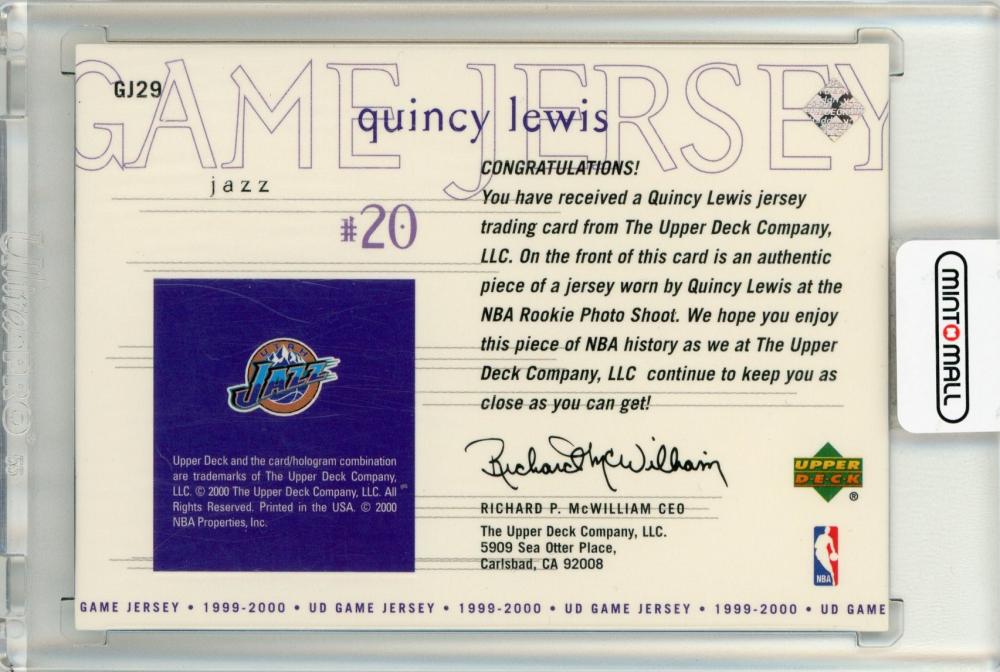 GAME JERSEY
GJ29
quincy lewis
jazz
#20
CONGRATULATIONS!
You have received a Quincy Lewis jersey
trading card from The Upper Deck Company,
LLC. On the front of this card is an authentic
piece of a jersey worn by Quincy Lewis at the
NBA Rookie Photo Shoot. We hope you enjoy
this piece of NBA history as we at The Upper
Deck Company, LLC continue to keep you as
close as you can get!
UTAH
JAZZ
Upper Deck and the card/hologram combination
are trademarks of The Upper Deck Company,
LLC. © 2000 The Upper Deck Company, LLC. All
Rights Reserved. Printed in the USA. © 2000
NBA Properties, Inc.
Richard McWilliam
RICHARD P. McWILLIAM CEO
The Upper Deck Company, LLC.
5909 Sea Otter Place,
Carlsbad, CA 92008
UPPER
DECK
®
NBA
GAME JERSEY • 1999-2000 • UD GAME JERSEY • 1999-2000 • UD GAME JERSEY • 1999-2000 • UD GAME
MINT MALL
UltraPRO®